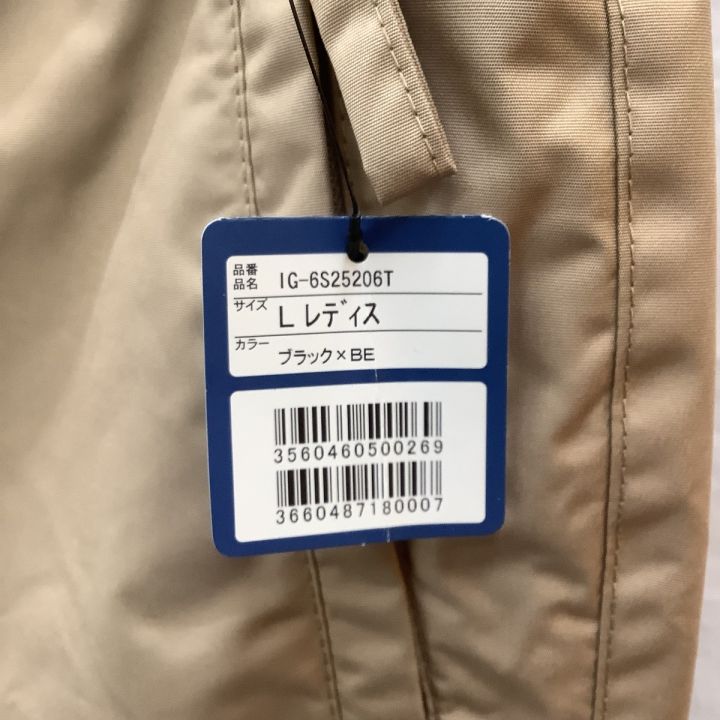 品番
品名 IG-6S25206T
サイズ L レディス
カラー ブラック×BE
3560460500269
3660487180007